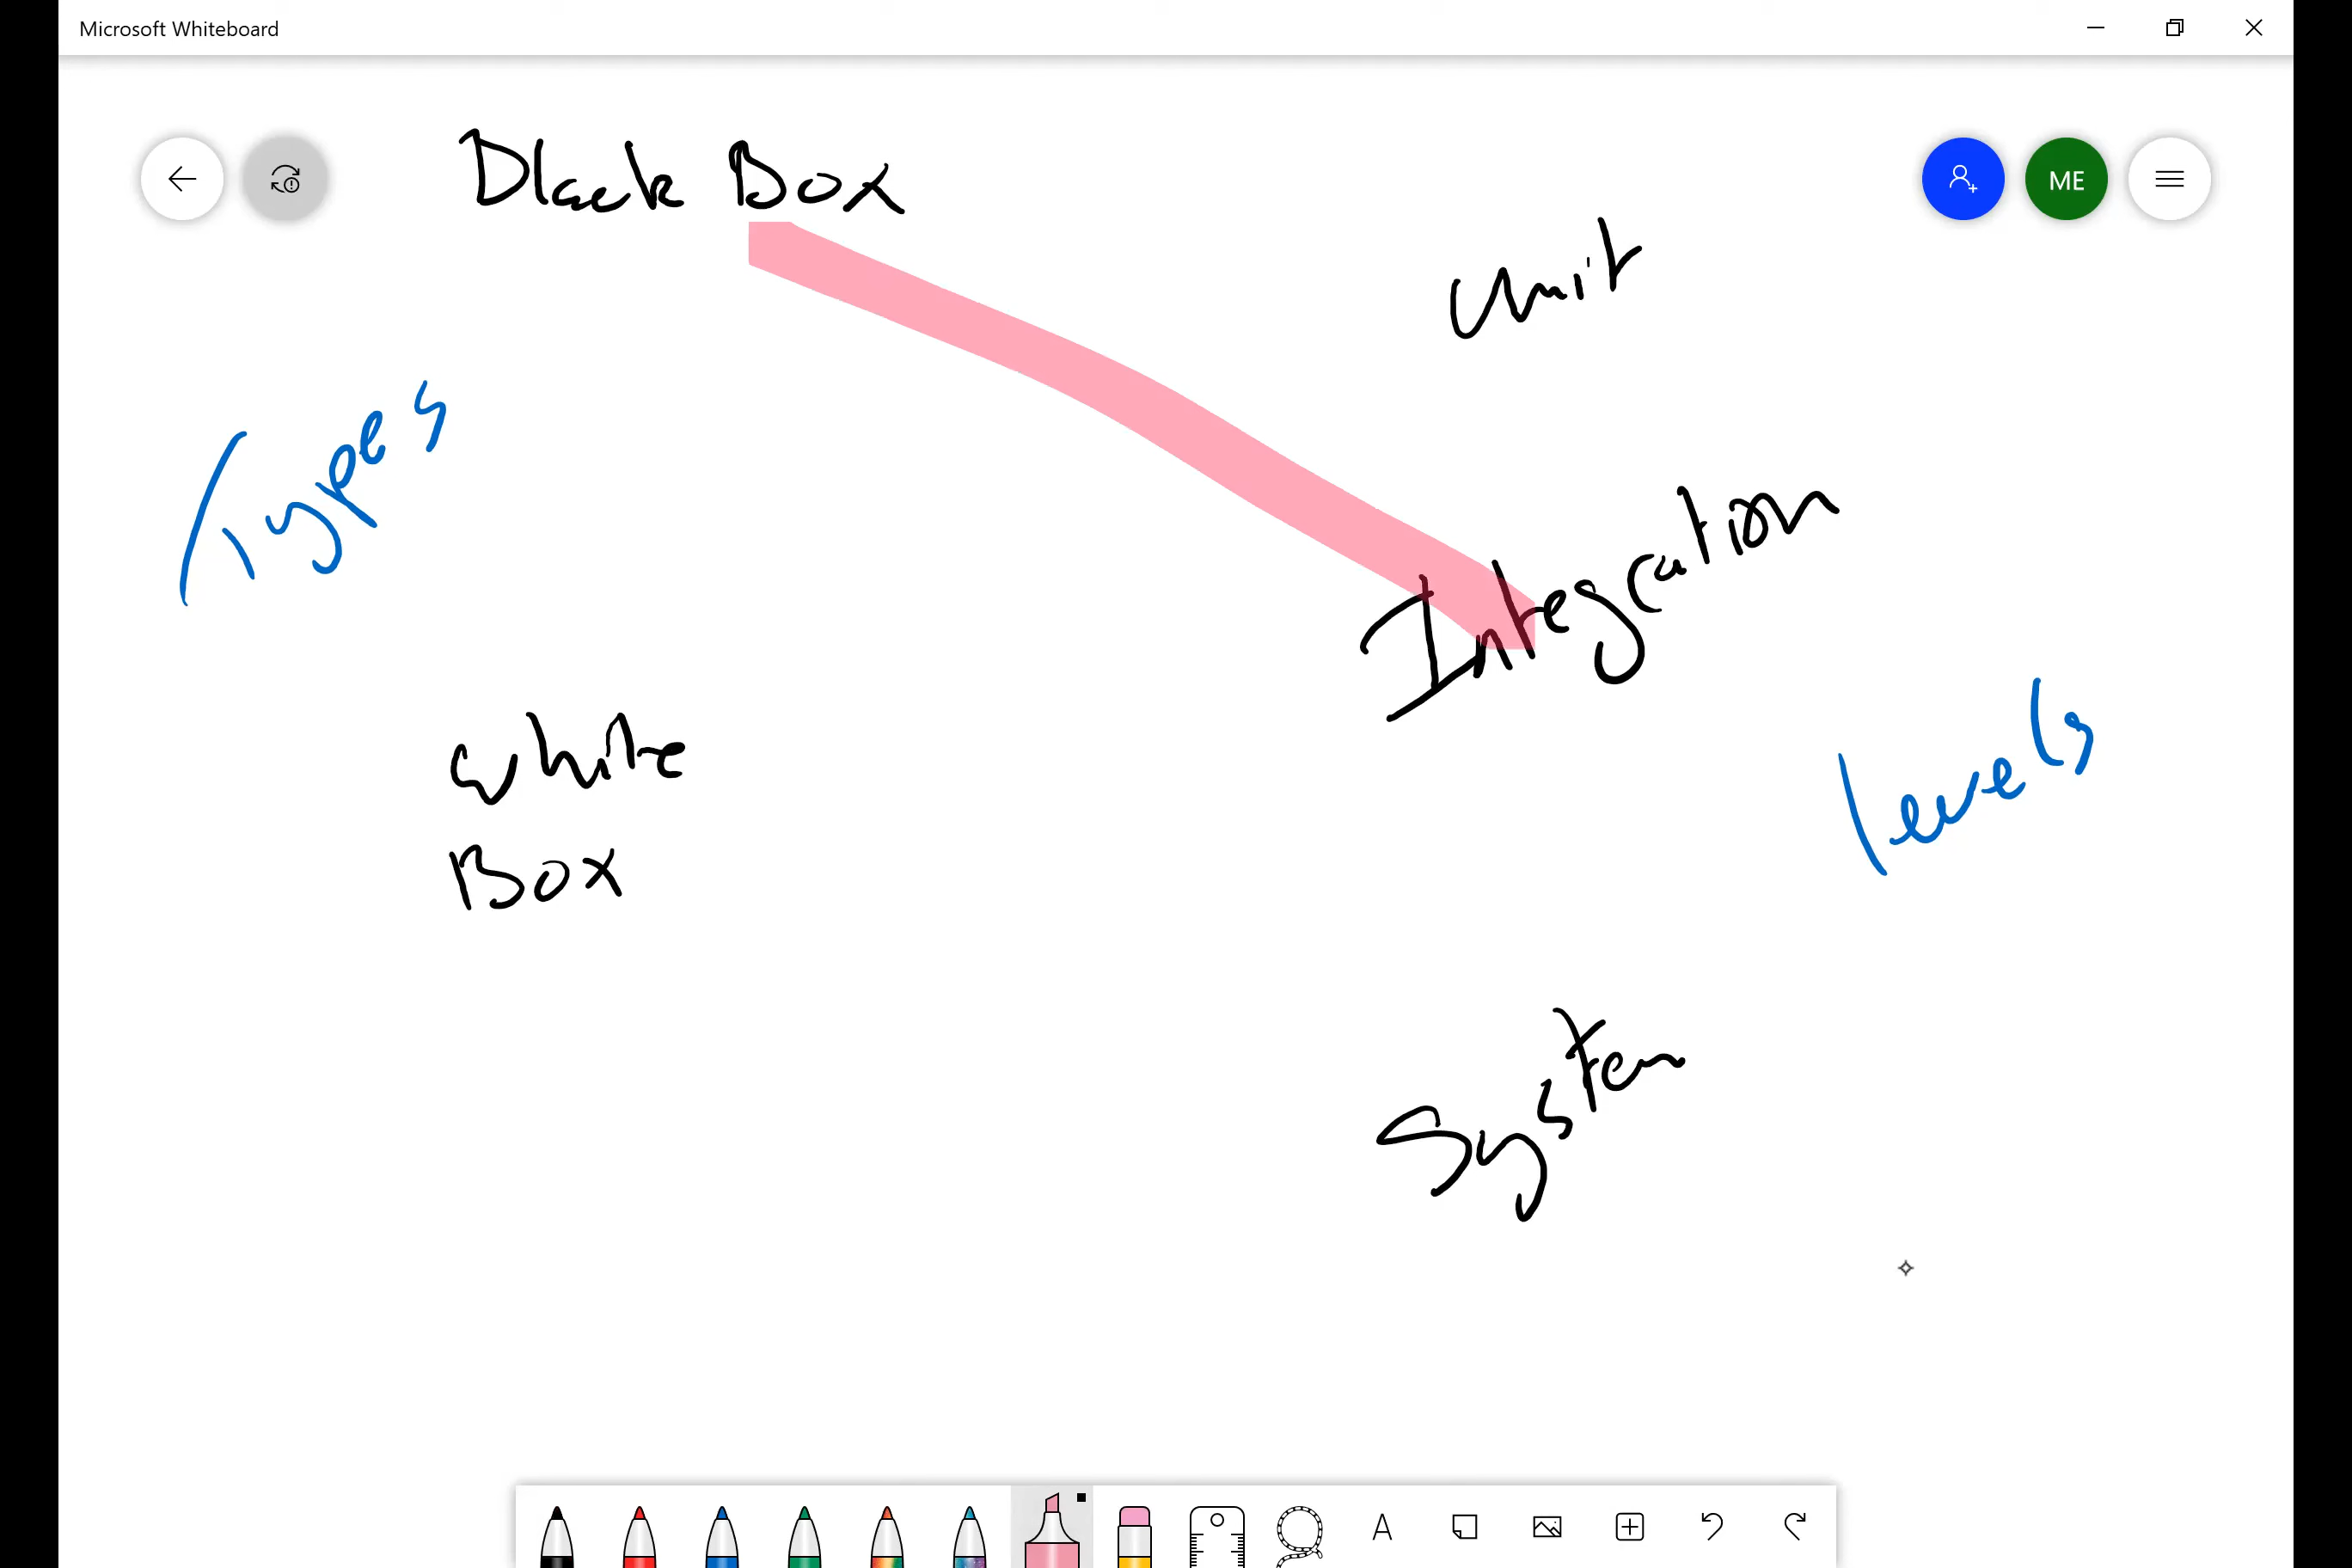 Microsoft Whiteboard
Black Box
ME
Unit
Types
Integration
White
Box
levels
System
A